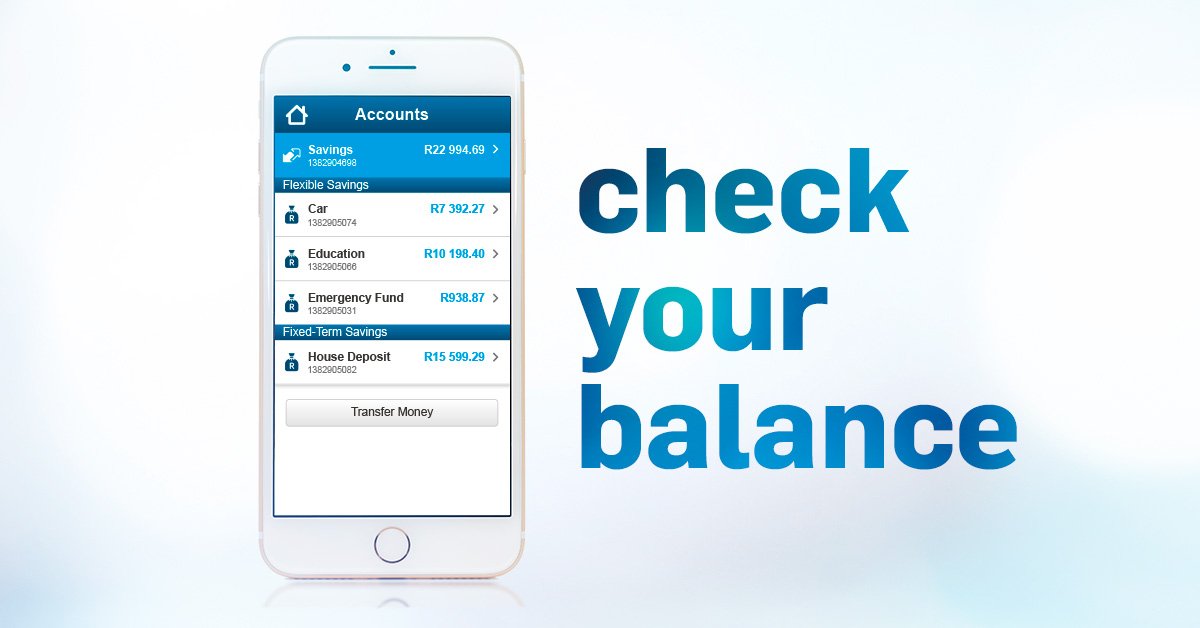 Accounts
Savings R22 994.69
1382904698
Flexible Savings
Car R7 392.27
1382905074
Education R10 198.40
1382905066
Emergency Fund R938.87
1382905031
Fixed-Term Savings
House Deposit R15 599.29
1382905082
Transfer Money
check
your
balance